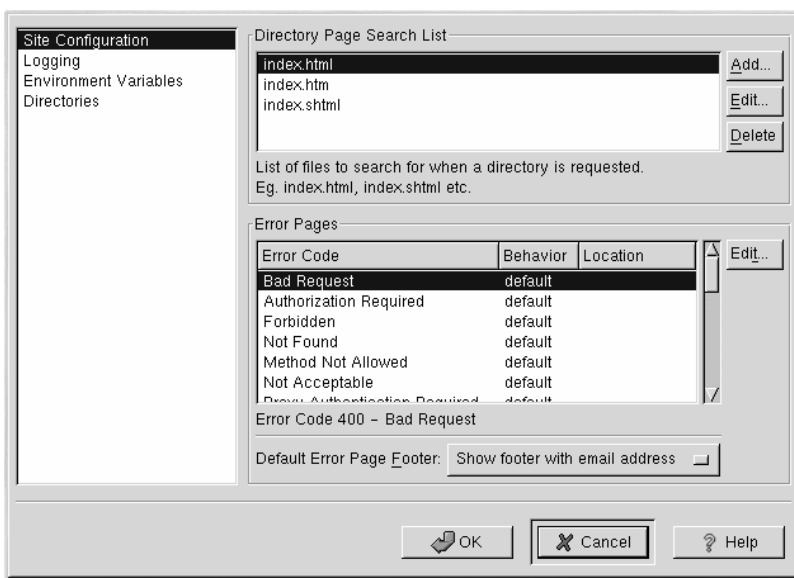 Site Configuration
Logging
Environment Variables
Directories
Directory Page Search List
index.html
index.htm
index.shtml
Add...
Edit...
Delete
List of files to search for when a directory is requested.
Eg. index.html, index.shtml etc.
Error Pages
Error Code Behavior Location
Bad Request default
Authorization Required default
Forbidden default
Not Found default
Method Not Allowed default
Not Acceptable default
Proxy Authentication Required default
Edit...
Error Code 400 – Bad Request
Default Error Page Footer: Show footer with email address
OK
Cancel
Help